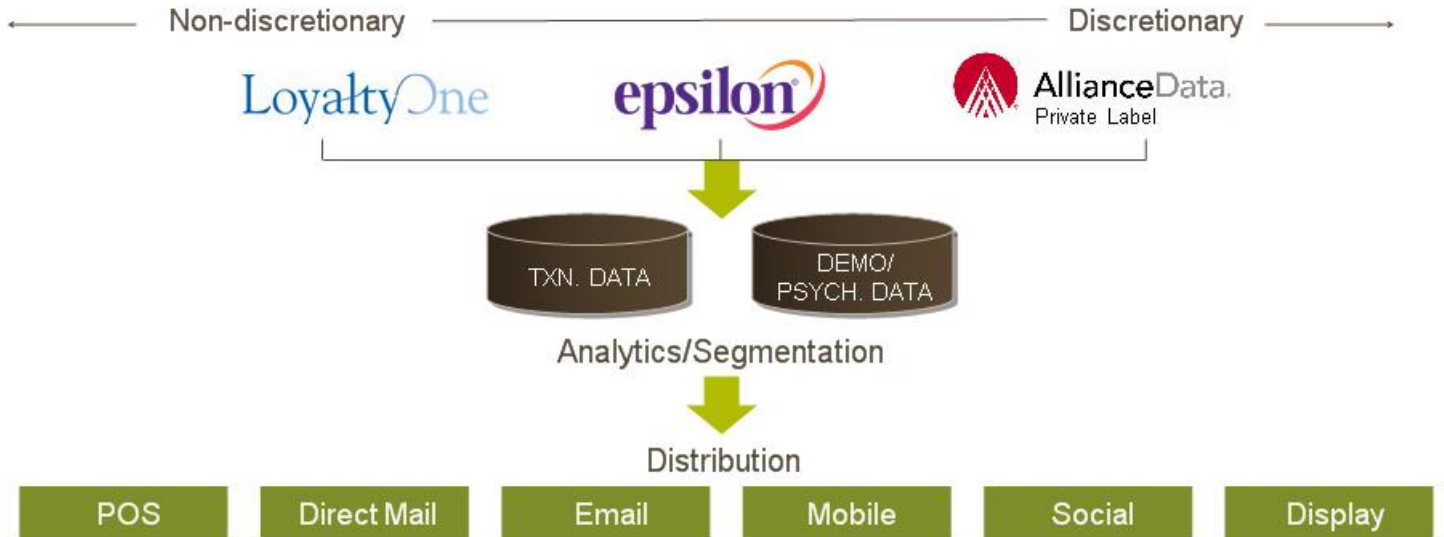 Non-discretionary Discretionary
LoyaltyOne epsilon® AllianceData.
Private Label
TXN. DATA DEMO/
PSYCH. DATA
Analytics/Segmentation
Distribution
POS Direct Mail Email Mobile Social Display